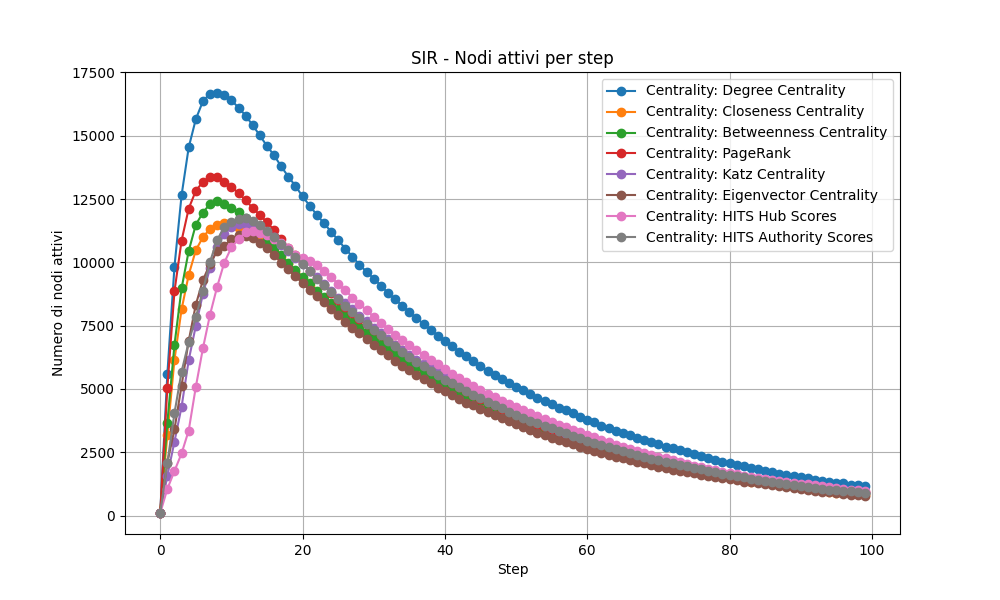 SIR - Nodi attivi per step
17500
15000
12500
10000
7500
5000
2500
0
Numero di nodi attivi
Centrality: Degree Centrality
Centrality: Closeness Centrality
Centrality: Betweenness Centrality
Centrality: PageRank
Centrality: Katz Centrality
Centrality: Eigenvector Centrality
Centrality: HITS Hub Scores
Centrality: HITS Authority Scores
0 20 40 60 80 100
Step